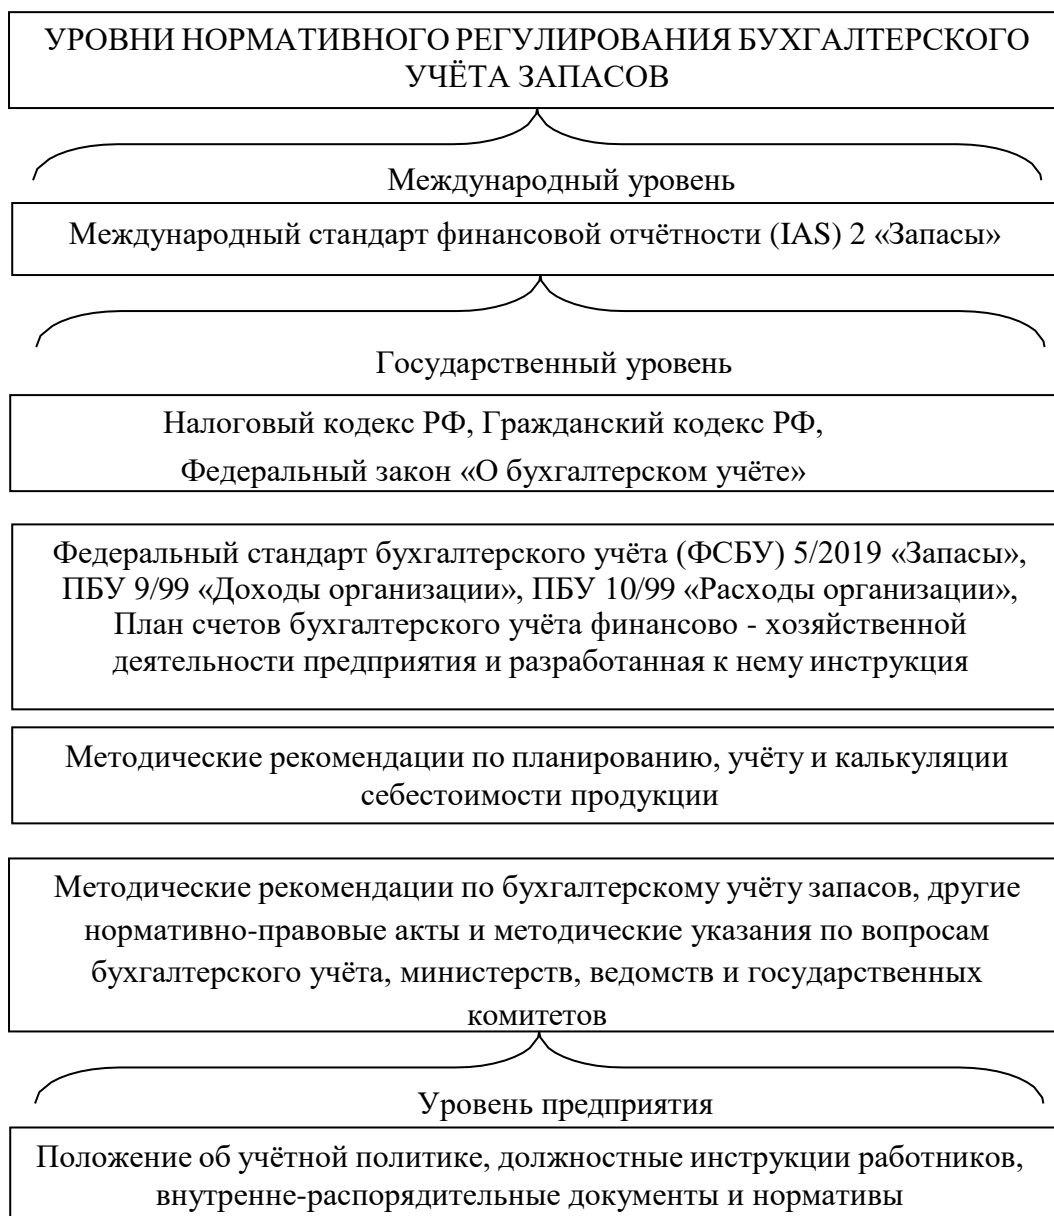 УРОВНИ НОРМАТИВНОГО РЕГУЛИРОВАНИЯ БУХГАЛТЕРСКОГО
УЧЁТА ЗАПАСОВ
Международный уровень
Международный стандарт финансовой отчётности (IAS) 2 «Запасы»
Государственный уровень
Налоговый кодекс РФ, Гражданский кодекс РФ,
Федеральный закон «О бухгалтерском учёте»
Федеральный стандарт бухгалтерского учёта (ФСБУ) 5/2019 «Запасы»,
ПБУ 9/99 «Доходы организации», ПБУ 10/99 «Расходы организации»,
План счетов бухгалтерского учёта финансово - хозяйственной
деятельности предприятия и разработанная к нему инструкция
Методические рекомендации по планированию, учёту и калькуляции
себестоимости продукции
Методические рекомендации по бухгалтерскому учёту запасов, другие
нормативно-правовые акты и методические указания по вопросам
бухгалтерского учёта, министерств, ведомств и государственных
комитетов
Уровень предприятия
Положение об учётной политике, должностные инструкции работников,
внутренне-распорядительные документы и нормативы